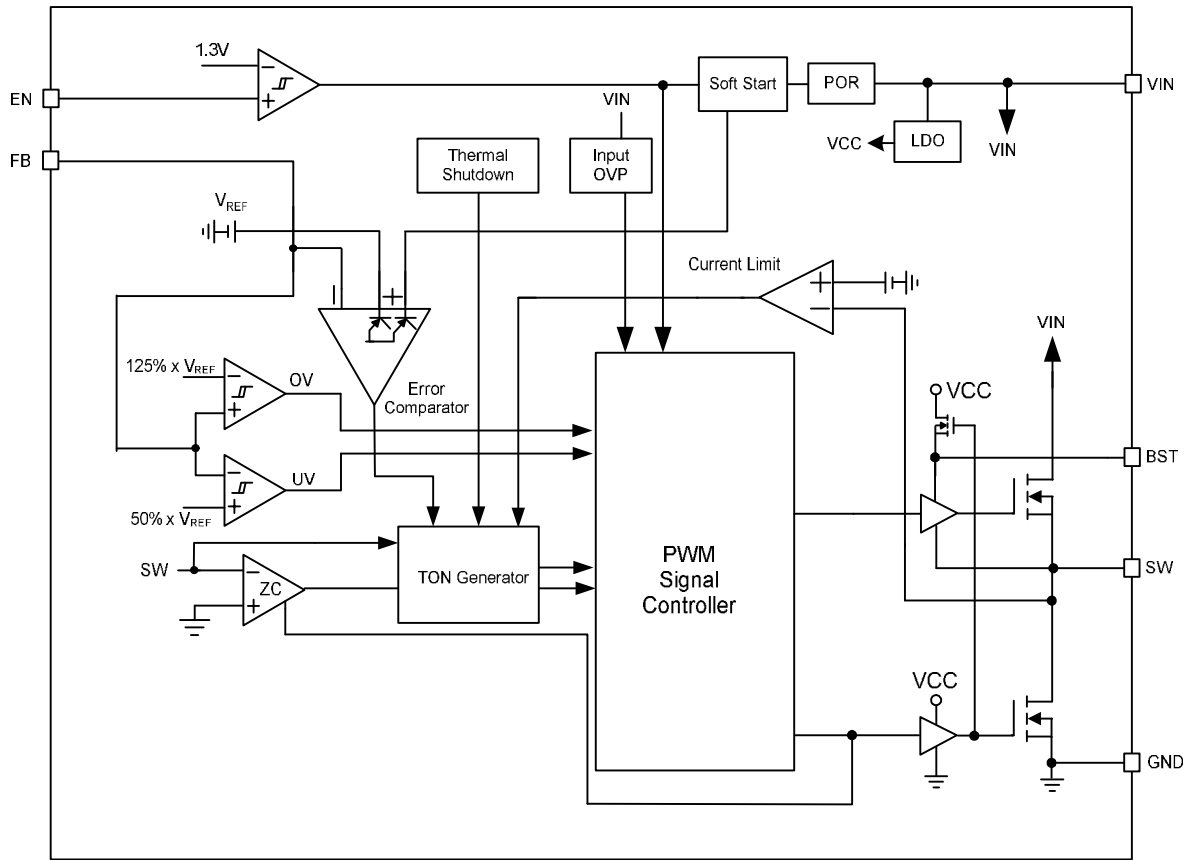 1.3V
EN
Soft Start
POR
VIN
VIN
VCC
LDO
VIN
FB
Thermal
Shutdown
Input
OVP
VREF
Current Limit
VIN
125% x VREF
OV
Error
Comparator
VCC
BST
UV
50% x VREF
SW
ZC
TON Generator
PWM
Signal
Controller
SW
VCC
GND